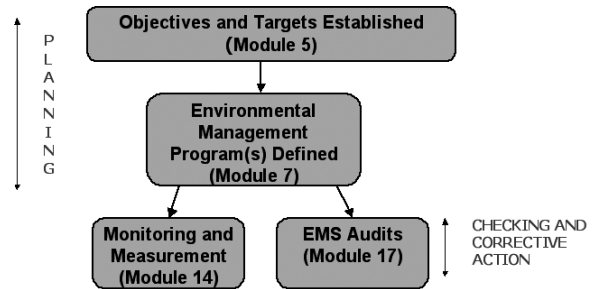 Objectives and Targets Established
(Module 5)
PLANNING
Environmental
Management
Program(s) Defined
(Module 7)
Monitoring and
Measurement
(Module 14)
EMS Audits
(Module 17)
CHECKING AND
CORRECTIVE
ACTION